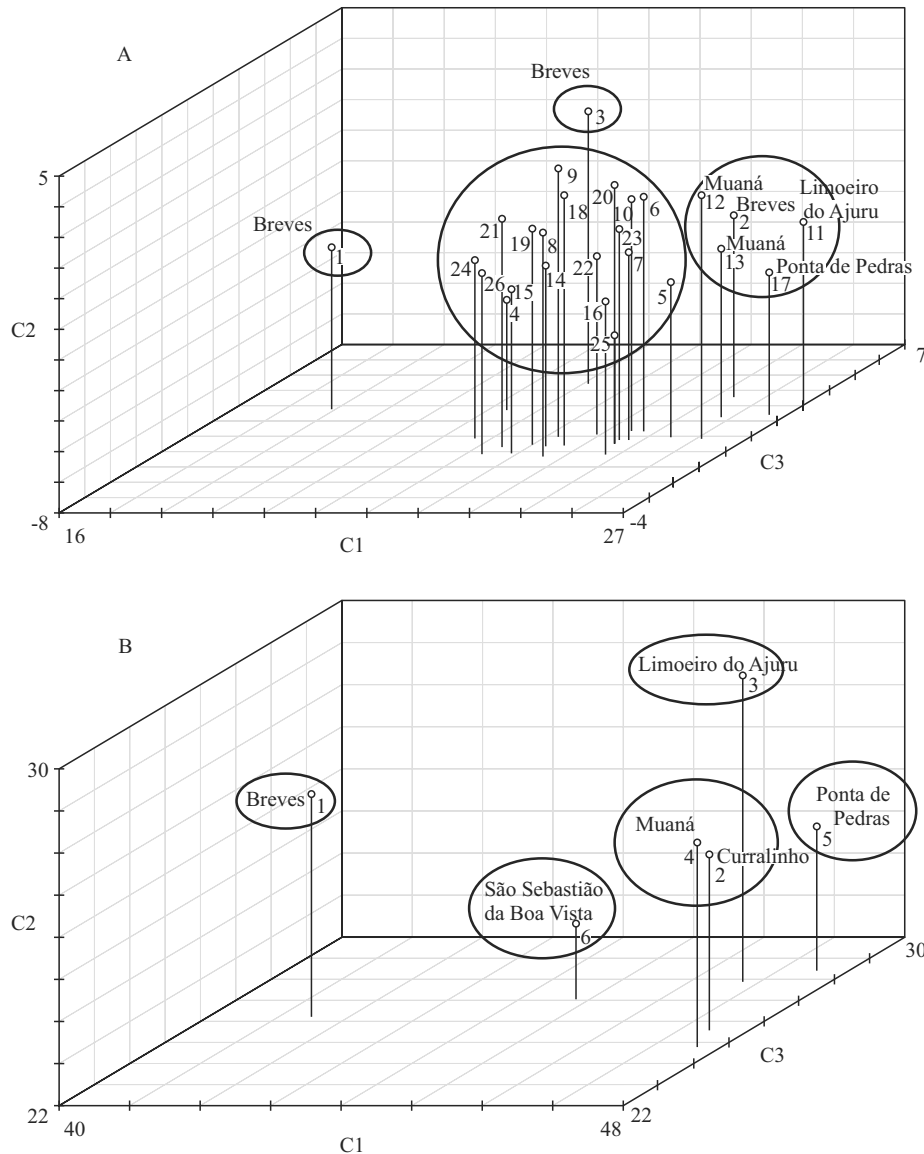 A
Breves
3
5
Breves
1
9
18
20
10
6
21
19
8
23
24
14
22
7
26
15
4
16
5
25
Muaná
12
Breves
2
Limoeiro
do Ajuru
11
Muaná
13
Ponta de Pedras
17
C2
7
C3
-8
16
C1
27
-4
B
Limoeiro do Ajuru
3
30
Breves
1
Ponta de
Pedras
5
Muaná
4
Curralinho
2
São Sebastião
da Boa Vista
6
C2
30
C3
22
40
C1
48
22